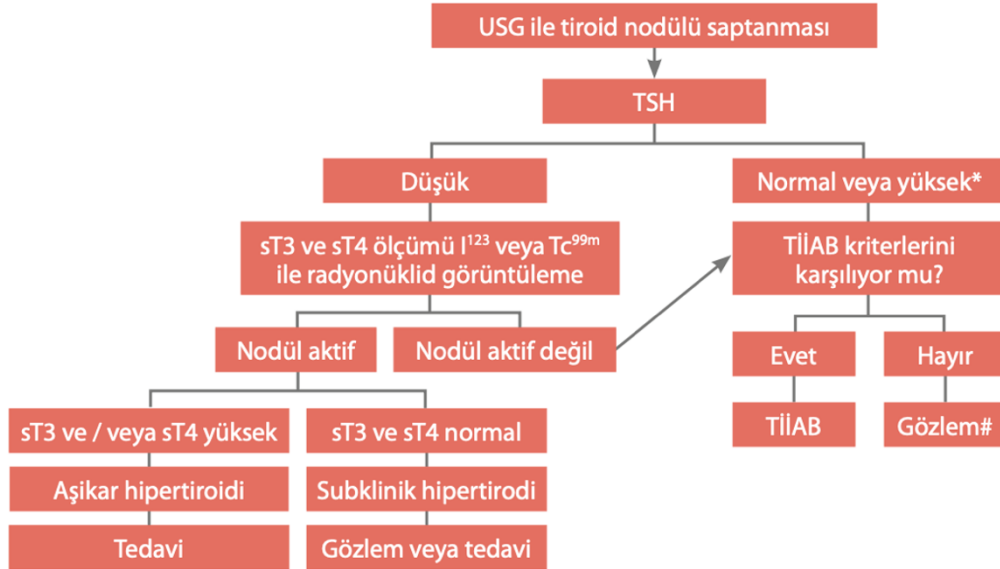 USG ile tiroid nodülü saptanması
TSH
Düşük
Normal veya yüksek*
sT3 ve sT4 ölçümü I¹²³ veya Tc⁹⁹ᵐ
ile radyonüklid görüntüleme
TİİAB kriterlerini
karşılıyor mu?
Nodül aktif
Nodül aktif değil
Evet
Hayır
sT3 ve / veya sT4 yüksek
sT3 ve sT4 normal
TİİAB
Gözlem#
Aşikar hipertiroidi
Subklinik hipertirodi
Tedavi
Gözlem veya tedavi